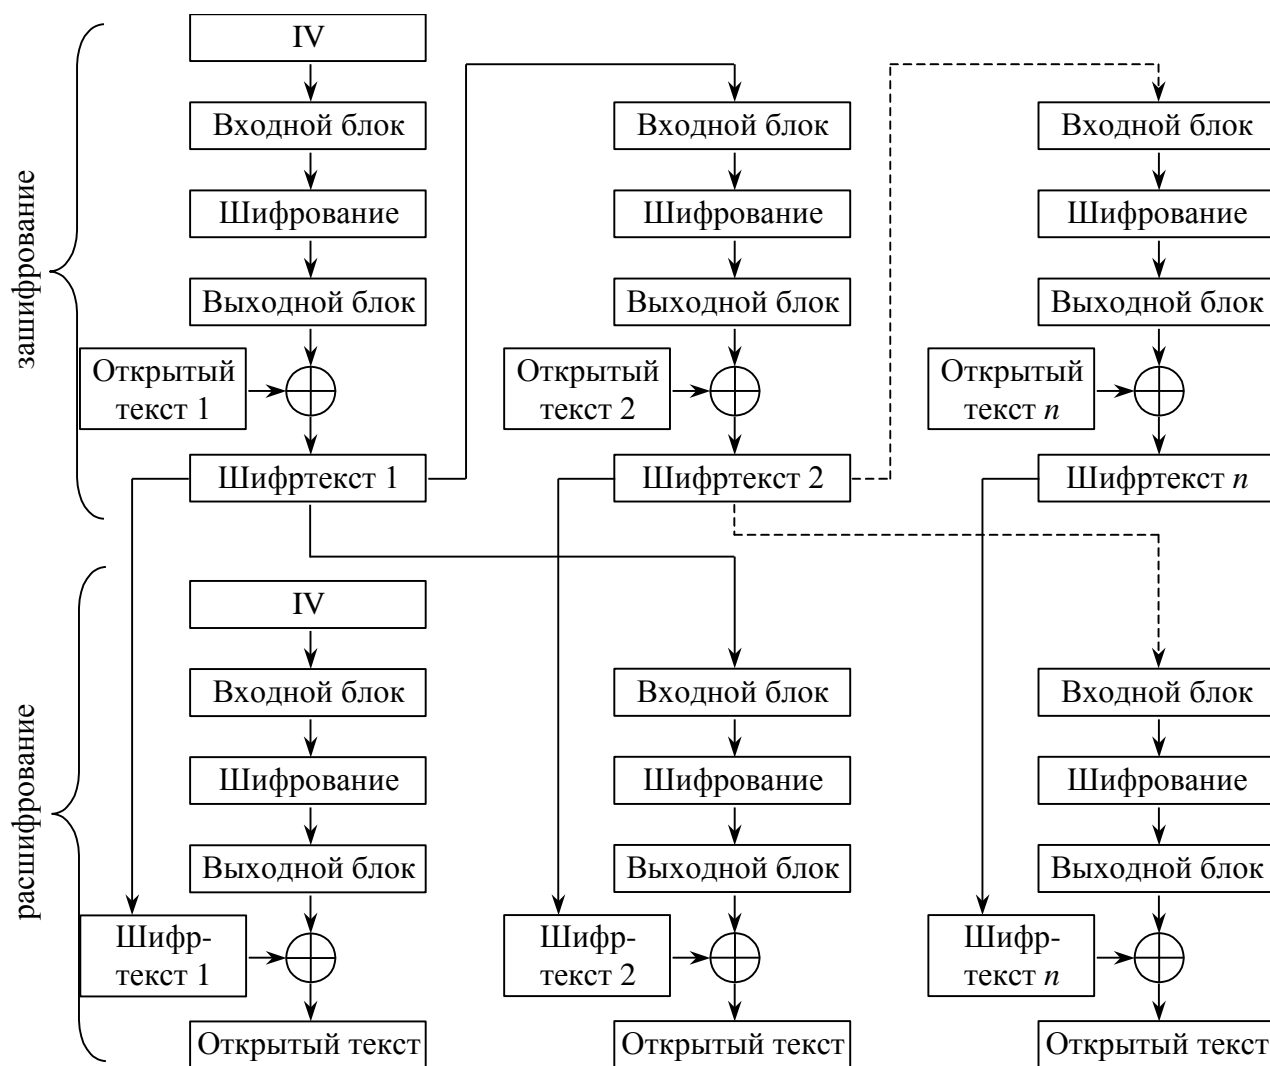 зашифрование
IV
Входной блок
Входной блок
Входной блок
Шифрование
Шифрование
Шифрование
Выходной блок
Выходной блок
Выходной блок
Открытый
текст 1
Открытый
текст 2
Открытый
текст n
Шифртекст 1
Шифртекст 2
Шифртекст n
расшифрование
IV
Входной блок
Входной блок
Входной блок
Шифрование
Шифрование
Шифрование
Выходной блок
Выходной блок
Выходной блок
Шифр-
текст 1
Шифр-
текст 2
Шифр-
текст n
Открытый текст
Открытый текст
Открытый текст